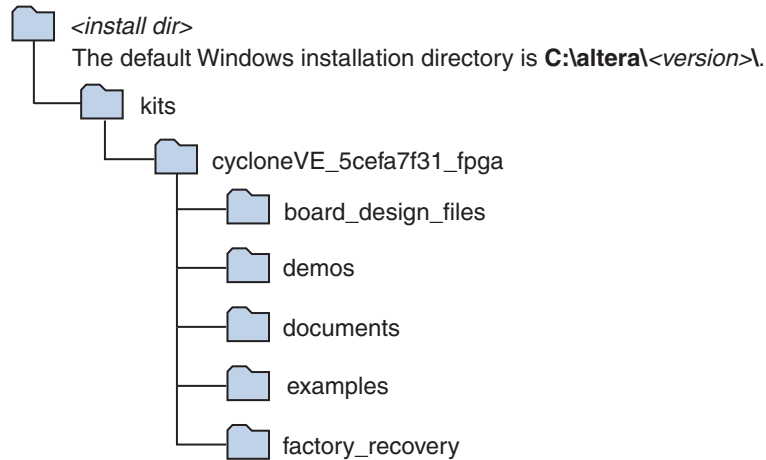 <install dir>
The default Windows installation directory is C:\altera\<version>\.
kits
cycloneVE_5cefa7f31_fpga
board_design_files
demos
documents
examples
factory_recovery